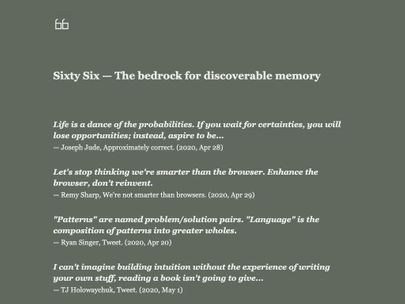 66
Sixty Six — The bedrock for discoverable memory
Life is a dance of the probabilities. If you wait for certainties, you will
lose opportunities; instead, aspire to be...
— Joseph Jude, Approximately correct. (2020, Apr 28)
Let's stop thinking we're smarter than the browser. Enhance the
browser, don't reinvent.
— Remy Sharp, We're not smarter than browsers. (2020, Apr 29)
"Patterns" are named problem/solution pairs. "Language" is the
composition of patterns into greater wholes.
— Ryan Singer, Tweet. (2020, Apr 20)
I can't imagine building intuition without the experience of writing
your own stuff, reading a book isn't going to give...
— TJ Holowaychuk, Tweet. (2020, May 1)